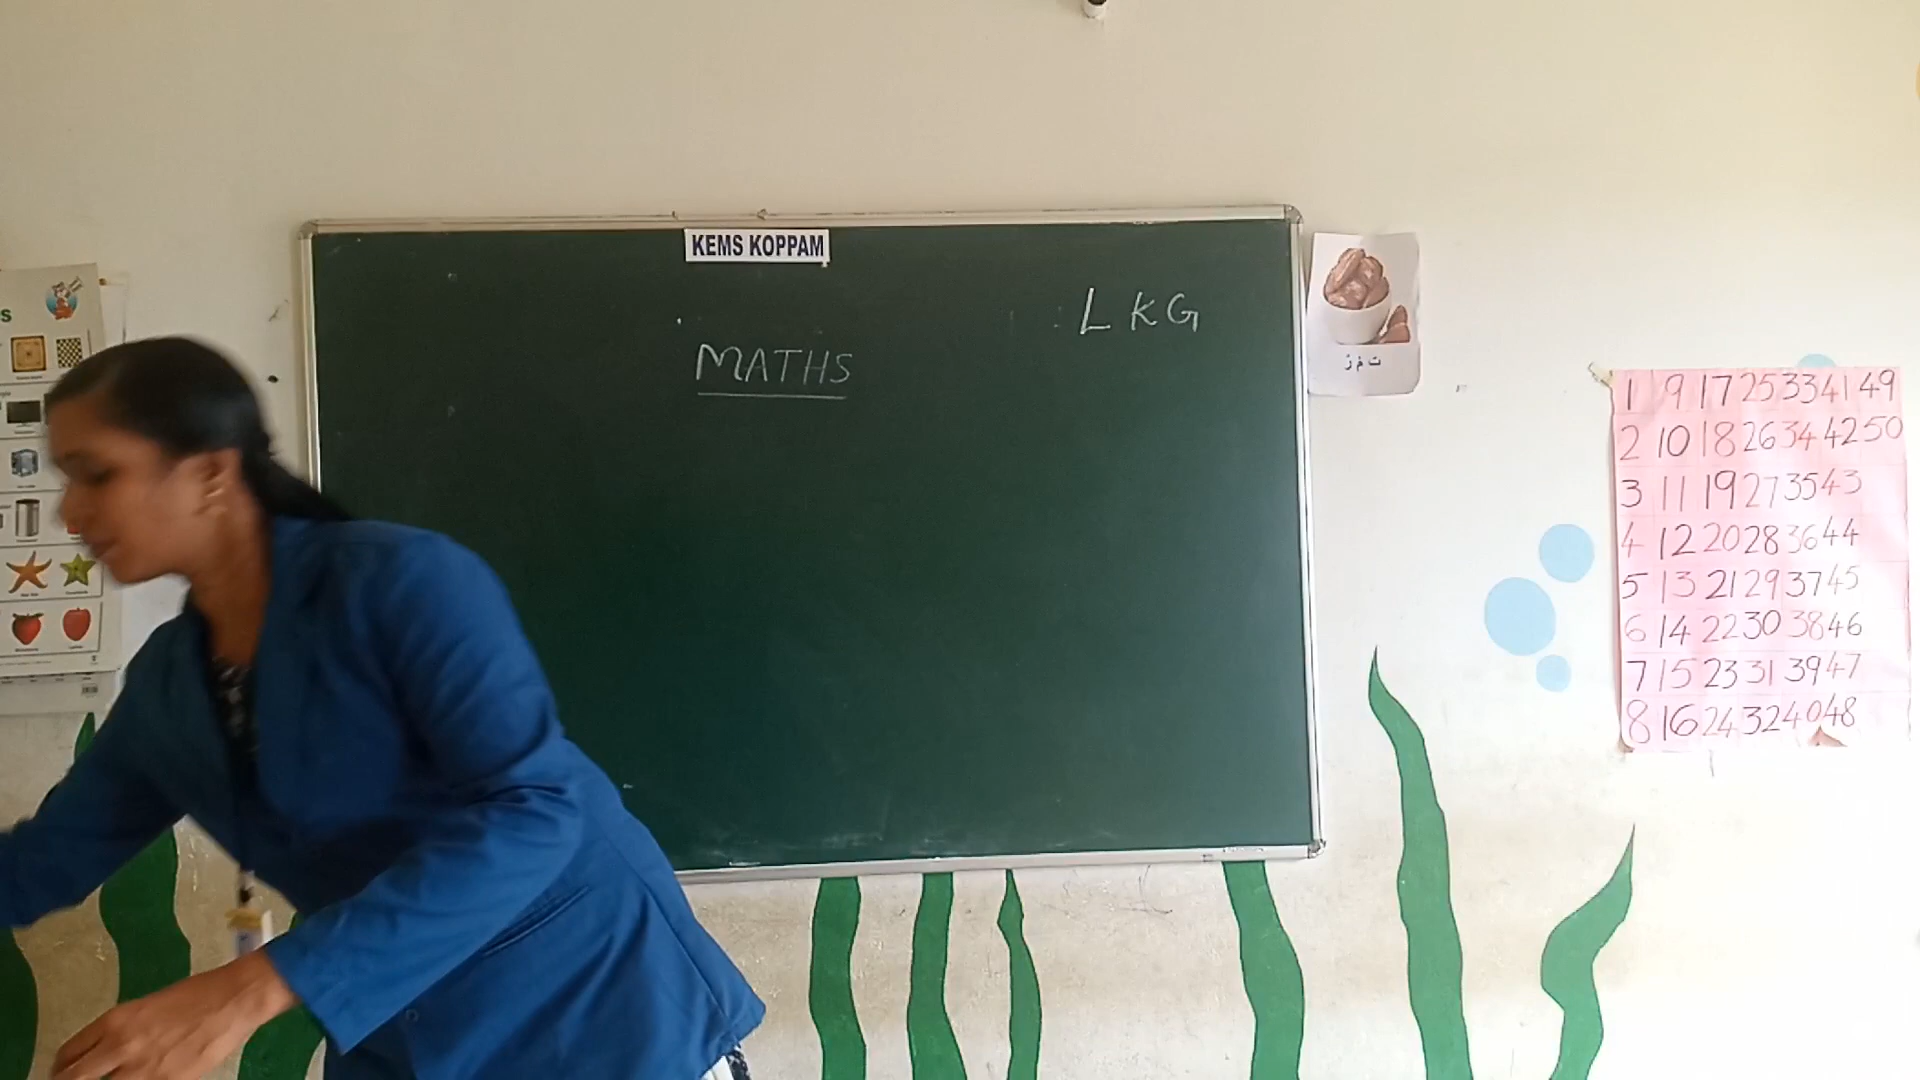 KEMS KOPPAM
LKG
MATHS
ت م ر
1 9 17 25 33 41 49
2 10 18 26 34 42 50
3 11 19 27 35 43
4 12 20 28 36 44
5 13 21 29 37 45
6 14 22 30 38 46
7 15 23 31 39 47
8 16 24 32 40 48